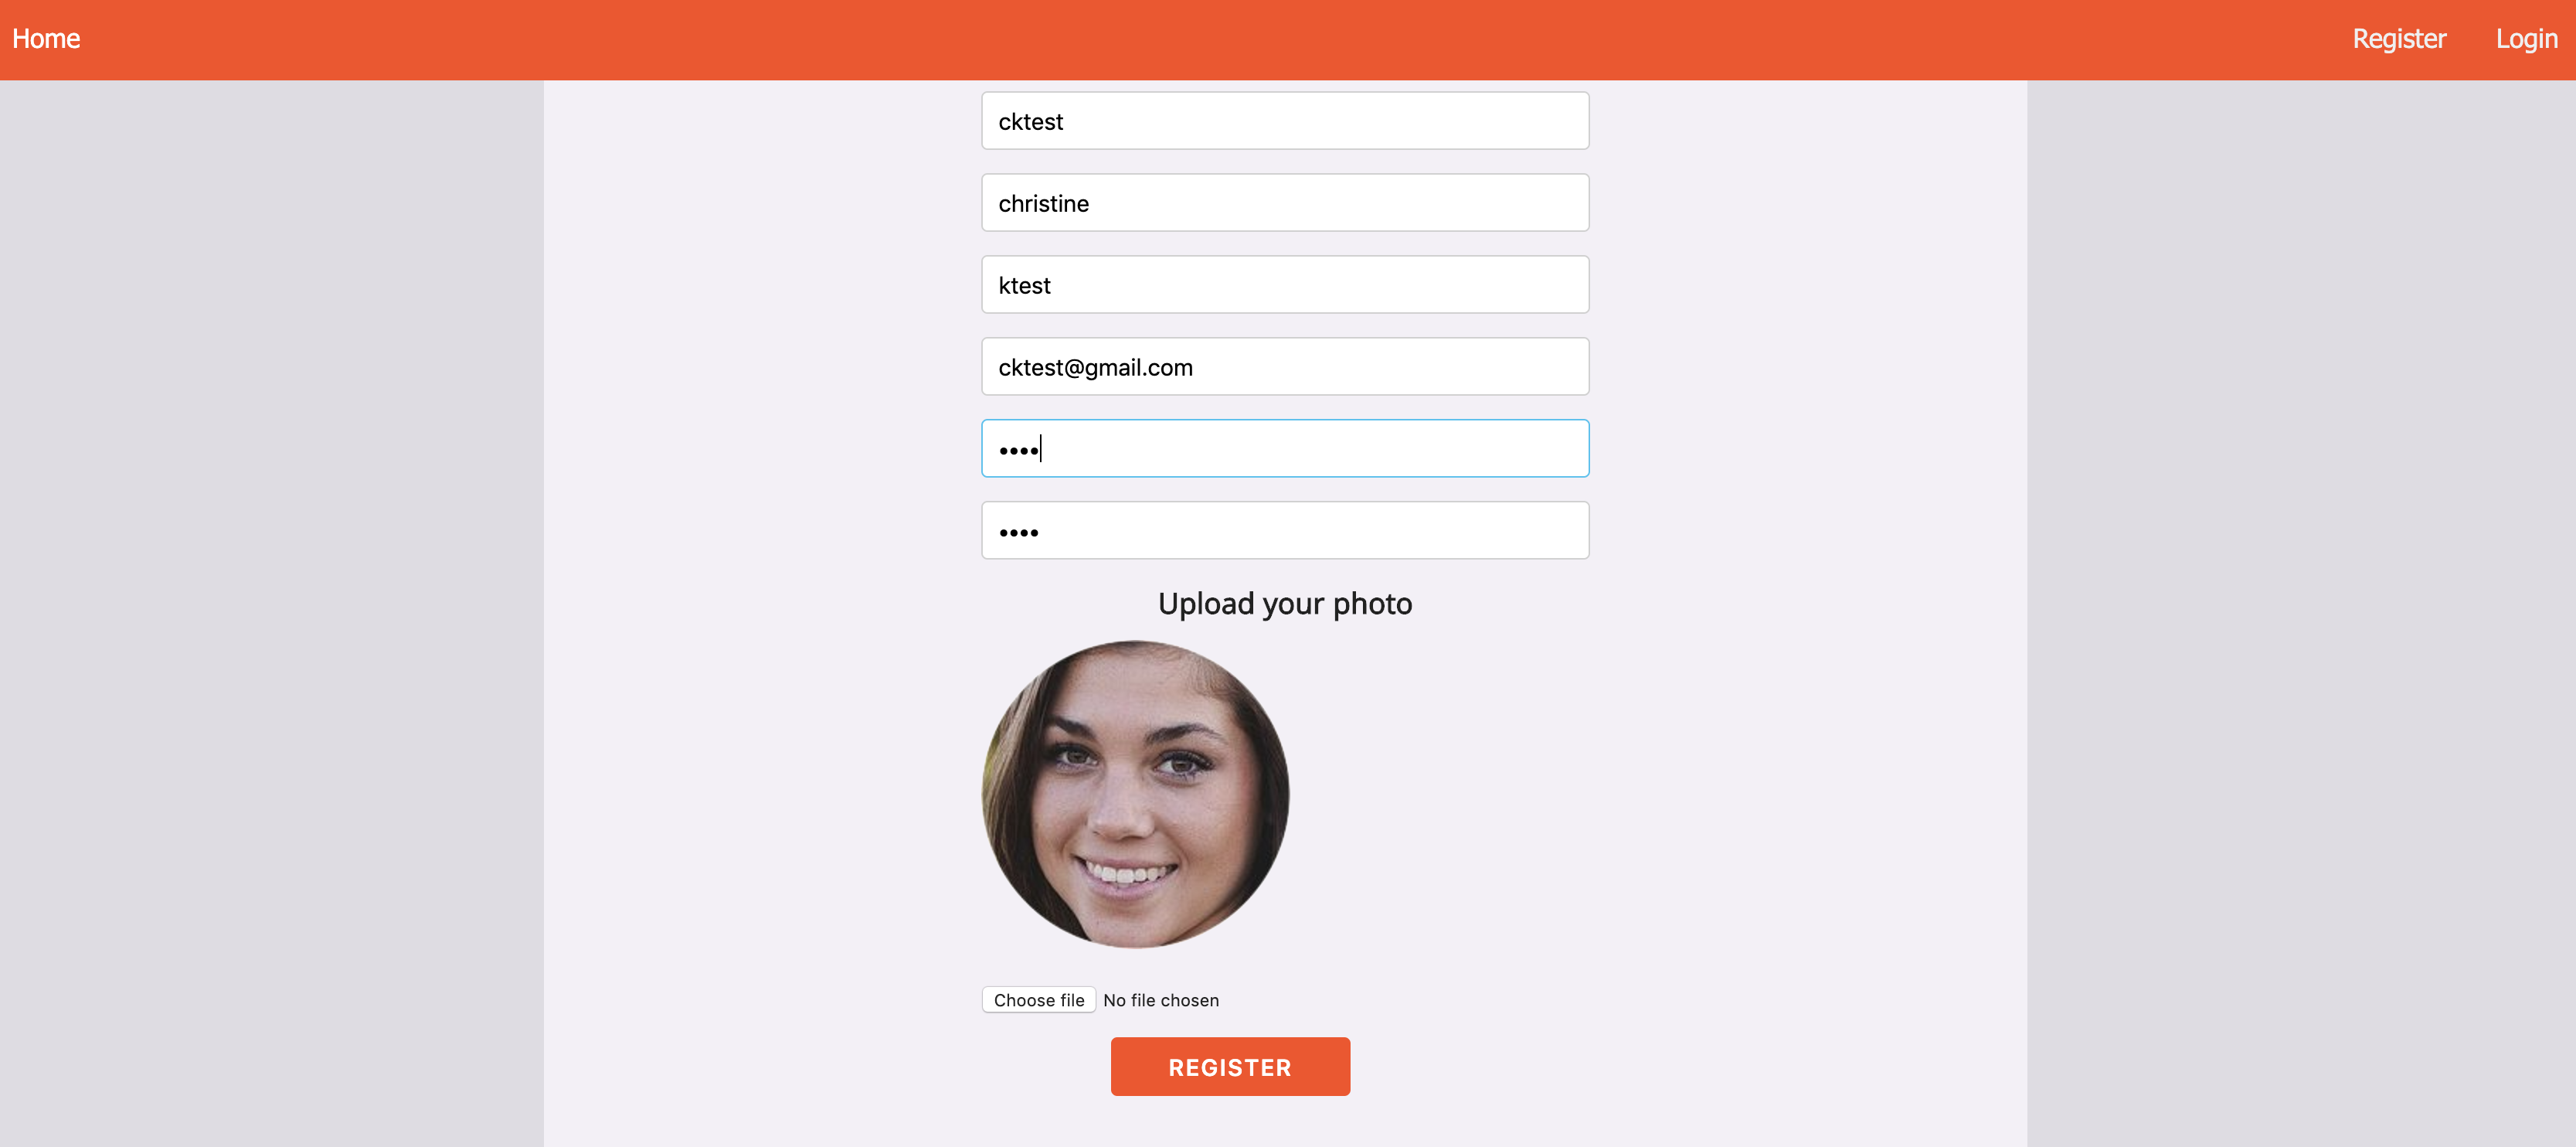 Home Register Login
cktest
christine
ktest
cktest@gmail.com
••••
••••
Upload your photo
Choose file No file chosen
REGISTER